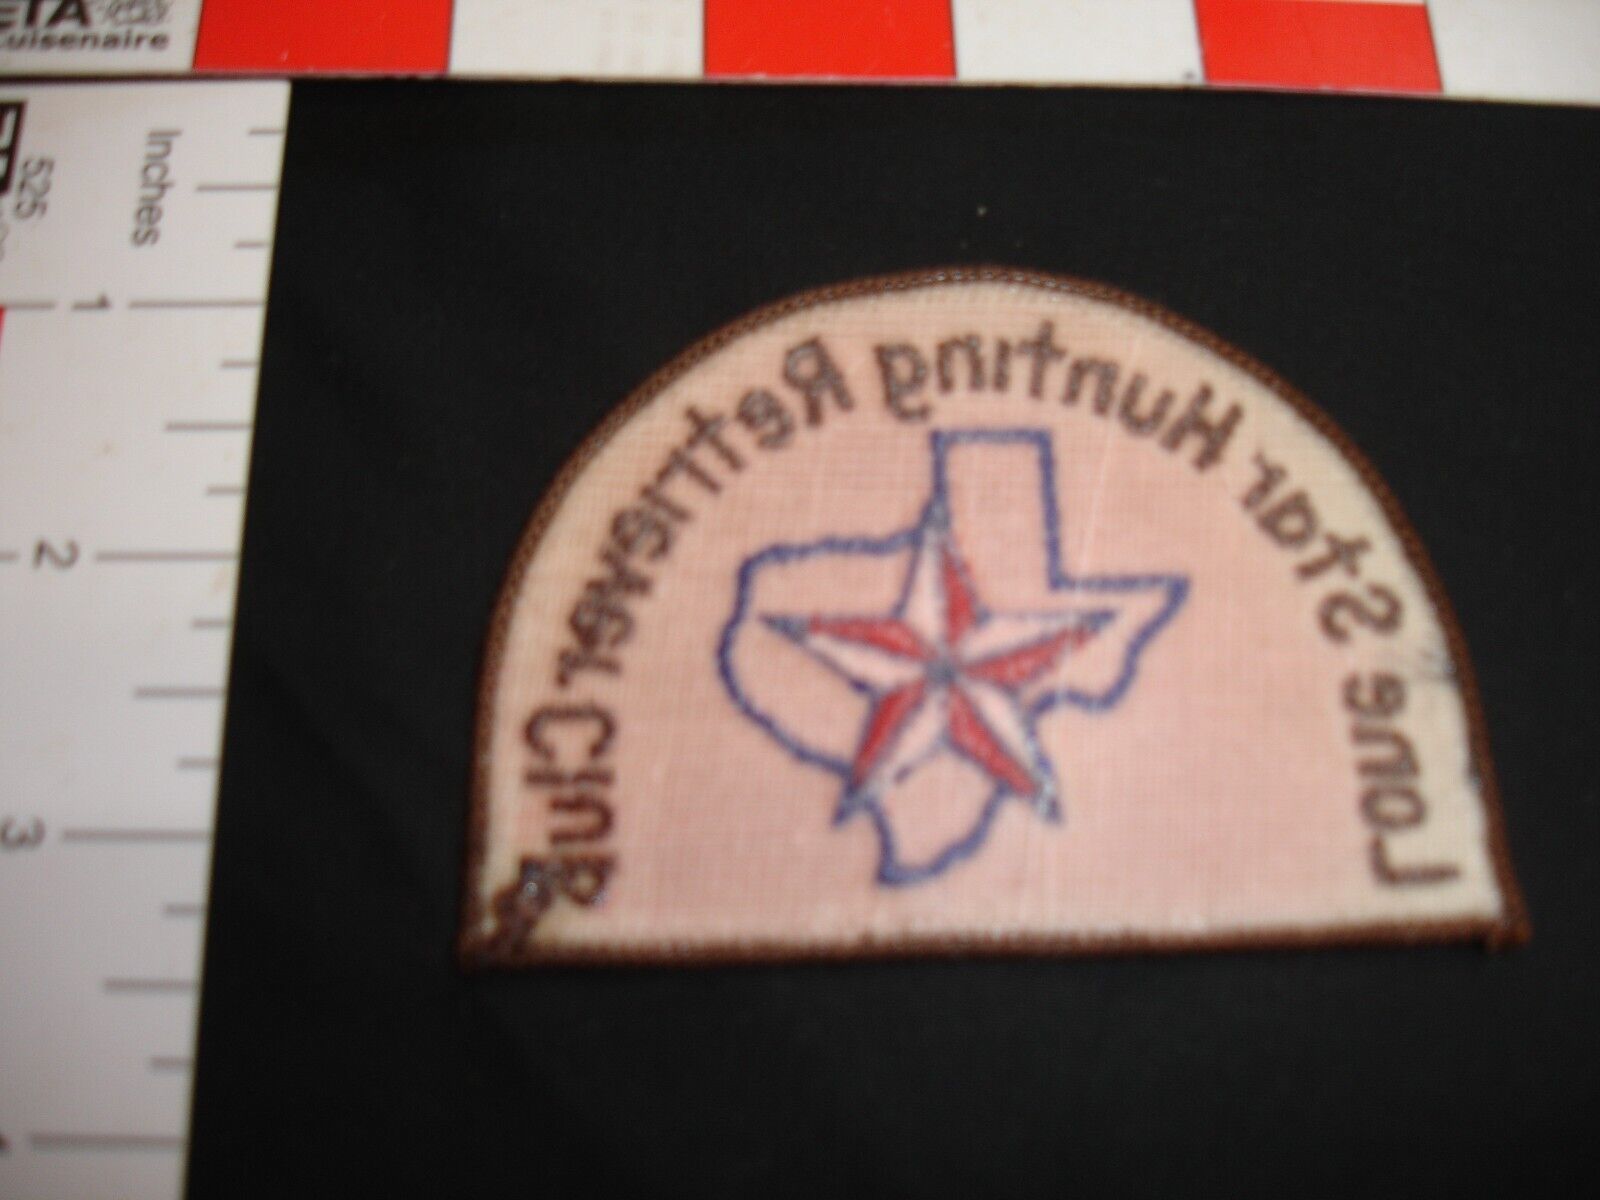 ETA
uisenaire
Inches
525
1
2
3
Lone Star Hunting Retriever Club